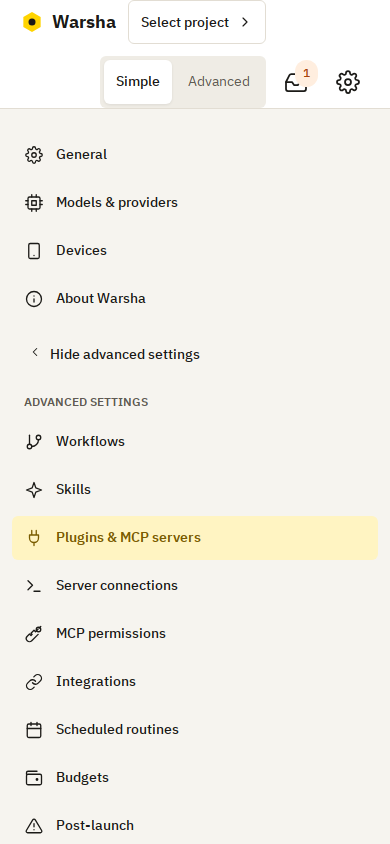 Warsha
Select project
Simple
Advanced
1
General
Models & providers
Devices
About Warsha
Hide advanced settings
ADVANCED SETTINGS
Workflows
Skills
Plugins & MCP servers
Server connections
MCP permissions
Integrations
Scheduled routines
Budgets
Post-launch